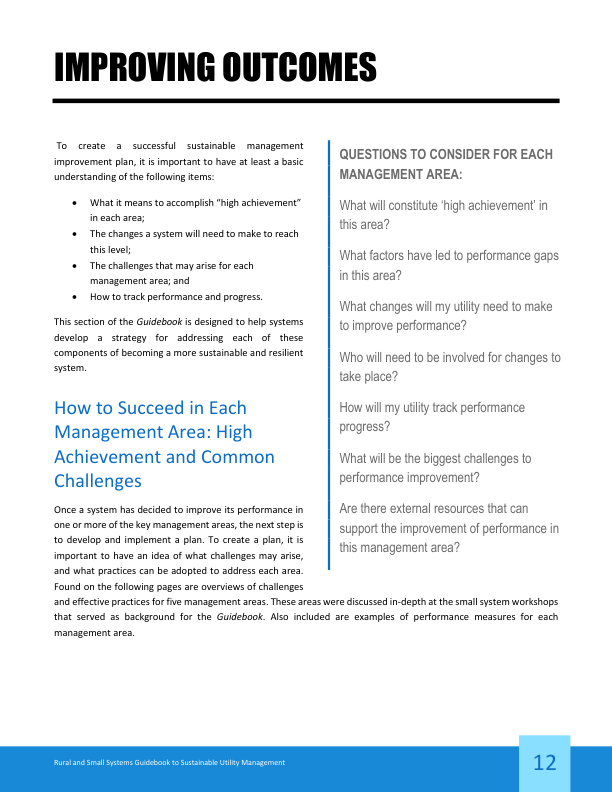 IMPROVING OUTCOMES
To create a successful sustainable management
improvement plan, it is important to have at least a basic
understanding of the following items:
• What it means to accomplish “high achievement”
in each area;
• The changes a system will need to make to reach
this level;
• The challenges that may arise for each
management area; and
• How to track performance and progress.
This section of the Guidebook is designed to help systems
develop a strategy for addressing each of these
components of becoming a more sustainable and resilient
system.
How to Succeed in Each
Management Area: High
Achievement and Common
Challenges
Once a system has decided to improve its performance in
one or more of the key management areas, the next step is
to develop and implement a plan. To create a plan, it is
important to have an idea of what challenges may arise,
and what practices can be adopted to address each area.
Found on the following pages are overviews of challenges
and effective practices for five management areas. These areas were discussed in-depth at the small system workshops
that served as background for the Guidebook. Also included are examples of performance measures for each
management area.
QUESTIONS TO CONSIDER FOR EACH
MANAGEMENT AREA:
What will constitute ‘high achievement’ in
this area?
What factors have led to performance gaps
in this area?
What changes will my utility need to make
to improve performance?
Who will need to be involved for changes to
take place?
How will my utility track performance
progress?
What will be the biggest challenges to
performance improvement?
Are there external resources that can
support the improvement of performance in
this management area?
Rural and Small Systems Guidebook to Sustainable Utility Management
12